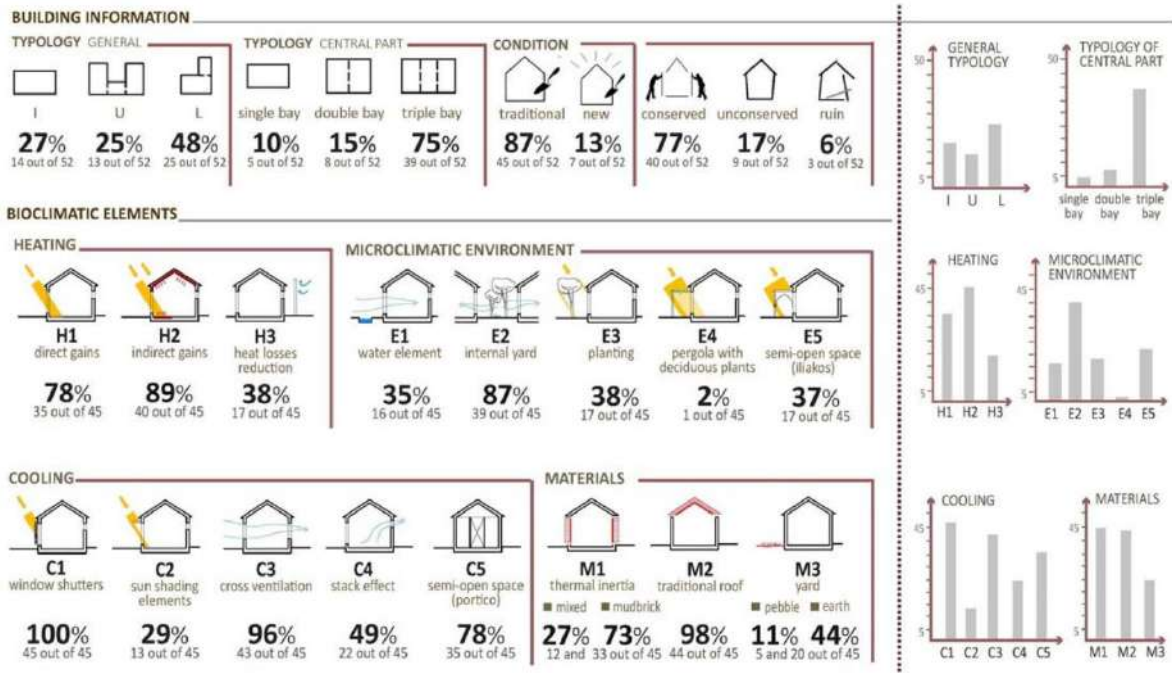 BUILDING INFORMATION
TYPOLOGY GENERAL
I U L
27% 25% 48%
14 out of 52 13 out of 52 25 out of 52
TYPOLOGY CENTRAL PART
single bay double bay triple bay
10% 15% 75%
5 out of 52 8 out of 52 39 out of 52
CONDITION
traditional new conserved unconserved ruin
87% 13% 77% 17% 6%
45 out of 52 7 out of 52 40 out of 52 9 out of 52 3 out of 52
BIOCLIMATIC ELEMENTS
HEATING
H1 H2 H3
direct gains indirect gains heat losses
reduction
78% 89% 38%
35 out of 45 40 out of 45 17 out of 45
MICROCLIMATIC ENVIRONMENT
E1 E2 E3 E4 E5
water element internal yard planting pergola with semi-open space
deciduous plants (iliakos)
35% 87% 38% 2% 37%
16 out of 45 39 out of 45 17 out of 45 1 out of 45 17 out of 45
COOLING
C1 C2 C3 C4 C5
window shutters sun shading cross ventilation stack effect semi-open space
elements (portico)
100% 29% 96% 49% 78%
45 out of 45 13 out of 45 43 out of 45 22 out of 45 35 out of 45
MATERIALS
M1 M2 M3
thermal inertia traditional roof yard
mixed mudbrick pebble earth
27% 73% 98% 11% 44%
12 and 33 out of 45 44 out of 45 5 and 20 out of 45
GENERAL
TYPOLOGY
50
5
I U L
TYPOLOGY OF
CENTRAL PART
50
5
single double triple
bay bay bay
HEATING
45
5
H1 H2 H3
MICROCLIMATIC
ENVIRONMENT
45
35
E1 E2 E3 E4 E5
COOLING
45
5
C1 C2 C3 C4 C5
MATERIALS
45
5
M1 M2 M3